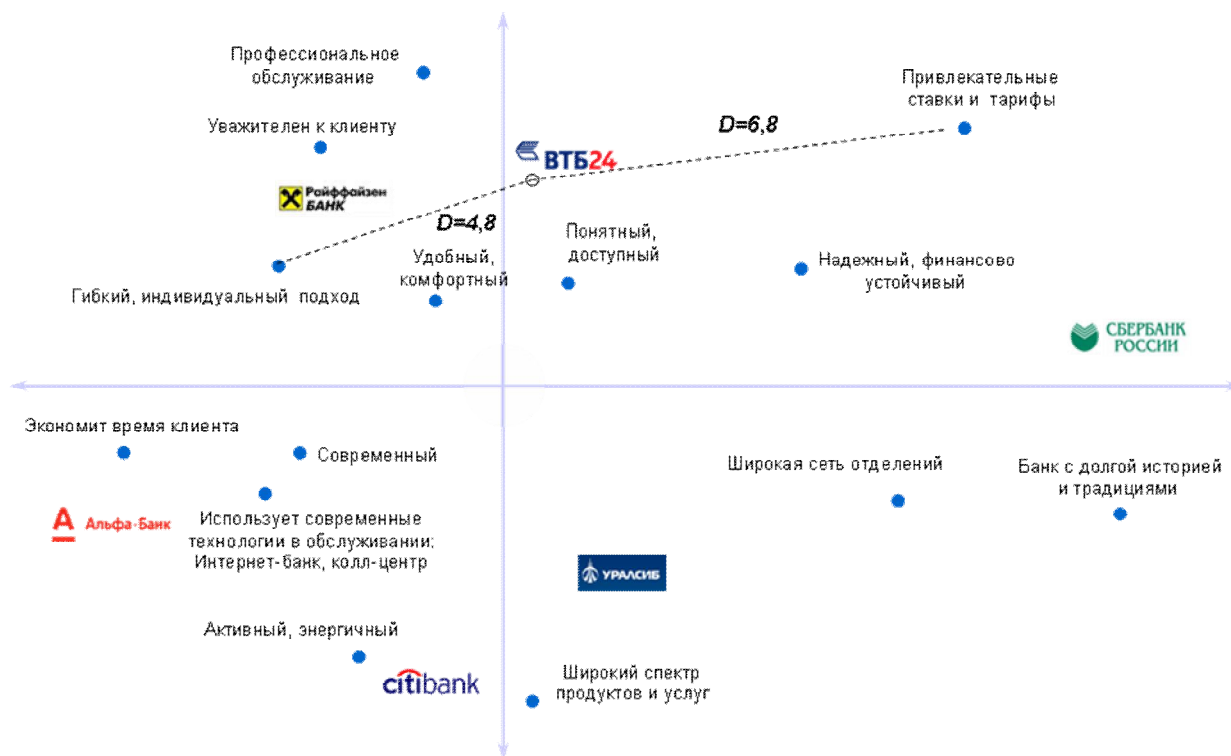 Профессиональное
обслуживание
Привлекательные
ставки и тарифы
D=6,8
Уважителен к клиенту
ВТБ24
Райффайзен
БАНК
D=4,8
Понятный,
доступный
Удобный,
комфортный
Надежный, финансово
устойчивый
Гибкий, индивидуальный подход
СБЕРБАНК
РОССИИ
Экономит время клиента
Современный
Широкая сеть отделений
Банк с долгой историей
и традициями
А Альфа·Банк
Использует современные
технологии в обслуживании:
Интернет-банк, колл-центр
УРАЛСИБ
Активный, энергичный
citibank
Широкий спектр
продуктов и услуг